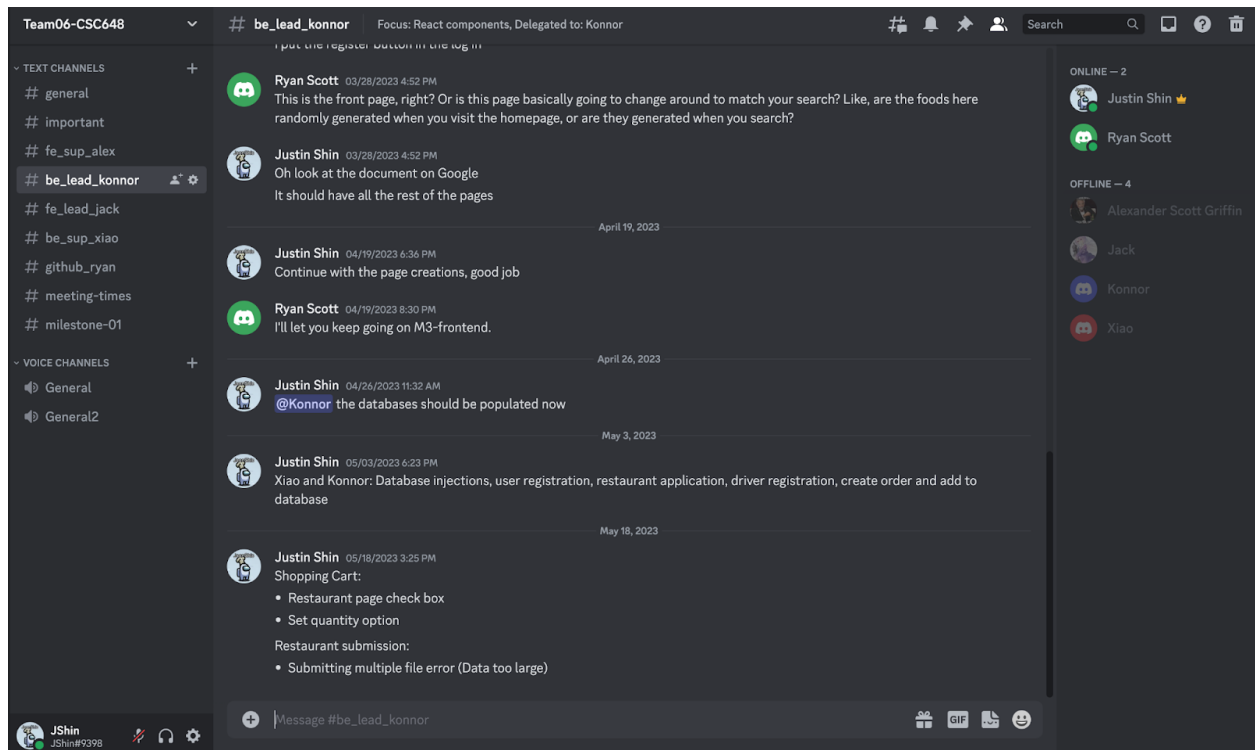 Team06-CSC648
# be_lead_konnor
Focus: React components, Delegated to: Konnor
Search
TEXT CHANNELS
# general
# important
# fe_sup_alex
# be_lead_konnor
# fe_lead_jack
# be_sup_xiao
# github_ryan
# meeting-times
# milestone-01
VOICE CHANNELS
General
General2
JShin
JShin#9398
I put the register button in the log in
Ryan Scott 03/28/2023 4:52 PM
This is the front page, right? Or is this page basically going to change around to match your search? Like, are the foods here
randomly generated when you visit the homepage, or are they generated when you search?
Justin Shin 03/28/2023 4:52 PM
Oh look at the document on Google
It should have all the rest of the pages
April 19, 2023
Justin Shin 04/19/2023 6:36 PM
Continue with the page creations, good job
Ryan Scott 04/19/2023 8:30 PM
I'll let you keep going on M3-frontend.
April 26, 2023
Justin Shin 04/26/2023 11:32 AM
@Konnor the databases should be populated now
May 3, 2023
Justin Shin 05/03/2023 6:23 PM
Xiao and Konnor: Database injections, user registration, restaurant application, driver registration, create order and add to
database
May 18, 2023
Justin Shin 05/18/2023 3:25 PM
Shopping Cart:
• Restaurant page check box
• Set quantity option
Restaurant submission:
• Submitting multiple file error (Data too large)
Message #be_lead_konnor
GIF
ONLINE — 2
Justin Shin
Ryan Scott
OFFLINE — 4
Alexander Scott Griffin
Jack
Konnor
Xiao